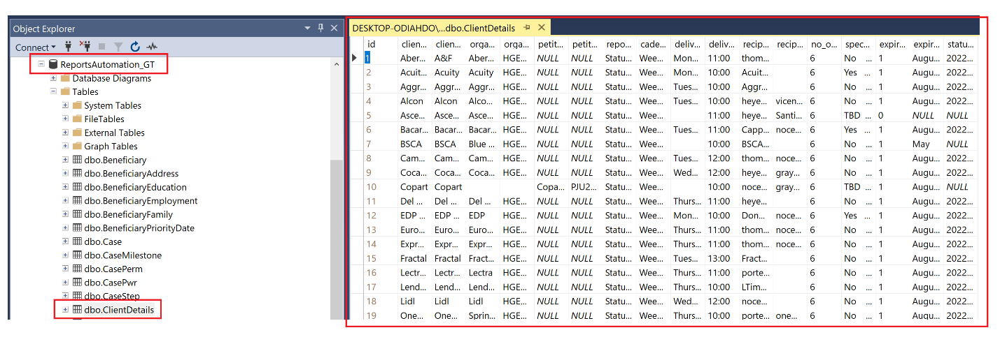 Object Explorer
Connect
ReportsAutomation_GT
Database Diagrams
Tables
System Tables
FileTables
External Tables
Graph Tables
dbo.Beneficiary
dbo.BeneficiaryAddress
dbo.BeneficiaryEducation
dbo.BeneficiaryEmployment
dbo.BeneficiaryFamily
dbo.BeneficiaryPriorityDate
dbo.Case
dbo.CaseMilestone
dbo.CasePerm
dbo.CasePwr
dbo.CaseStep
dbo.ClientDetails
DESKTOP-ODIAHDO\...dbo.ClientDetails
id clien... clien... orga... orga... petit... petit... repo... cade... deliv... deliv... recip... recip... no_o... spec... expir... expir... statu...
1 Aber... A&F Aber... HGE... NULL NULL Statu... Wee... Mon... 11:00 thom... 6 No ... 1 Augu... 2022...
2 Acuit... Acuity Acuity HGE... NULL NULL Statu... Wee... Mon... 10:00 Acuit... 6 Yes ... 1 Augu... 2022...
3 Aggr... Aggr... Aggr... HGE... NULL NULL Statu... Wee... Tues... 10:00 Aggr... 6 No ... 1 Augu... 2022...
4 Alcon Alcon Alco... HGE... NULL NULL Statu... Wee... Tues... 10:00 heye... vicen... 6 No ... 1 Augu... 2022...
5 Asce... Asce... Asce... HGE... NULL NULL Statu... Wee... 11:00 heye... Santi... 6 TBD ... 0 NULL NULL
6 Bacar... Bacar... Bacar... HGE... NULL NULL Statu... Wee... Tues... 11:00 Capp... noce... 6 Yes ... 1 Augu... 2022...
7 BSCA BSCA Blue ... HGE... NULL NULL Statu... Wee... 10:00 BSCA... 6 No ... 1 May NULL
8 Cam... Cam... Cam... HGE... NULL NULL Statu... Wee... Tues... 12:00 thom... noce... 6 No ... 1 Augu... 2022...
9 Coca... Coca... Coca... HGE... NULL NULL Statu... Wee... Wed... 12:00 heye... gray... 6 No ... 1 Augu... 2022...
10 Copart Copart Copa... PJU2... Statu... Wee... 10:00 noce... gray... 6 TBD ... 1 Augu... NULL
11 Del ... Del ... Del ... HGE... NULL NULL Statu... Wee... Thurs... 11:00 heye... 6 No ... 1 Augu... 2022...
12 EDP ... EDP ... EDP HGE... NULL NULL Statu... Wee... Mon... 10:00 Don... noce... 6 Yes ... 1 Augu... 2022...
13 Euro... Euro... Euro... HGE... NULL NULL Statu... Wee... Thurs... 11:00 thom... noce... 6 No ... 1 Augu... 2022...
14 Expr... Expr... Expr... HGE... NULL NULL Statu... Wee... Thurs... 11:00 thom... noce... 6 No ... 1 Augu... 2022...
15 Fractal Fractal Fract... HGE... NULL NULL Statu... Wee... Tues... 13:00 Fract... 6 No ... 1 Augu... 2022...
16 Lectr... Lectr... Lectra HGE... NULL NULL Statu... Wee... Thurs... 11:00 porte... 6 No ... 1 Augu... 2022...
17 Lend... Lend... Lend... HGE... NULL NULL Statu... Wee... Thurs... 10:00 LTim... 6 No ... 1 Augu... 2022...
18 Lidl Lidl Lidl HGE... NULL NULL Statu... Wee... Wed... 12:00 noce... 6 No ... 1 Augu... 2022...
19 One... One... Sprin... HGE... NULL NULL Statu... Wee... Thurs... 10:00 porte... one... 6 No ... 1 Augu... 2022...